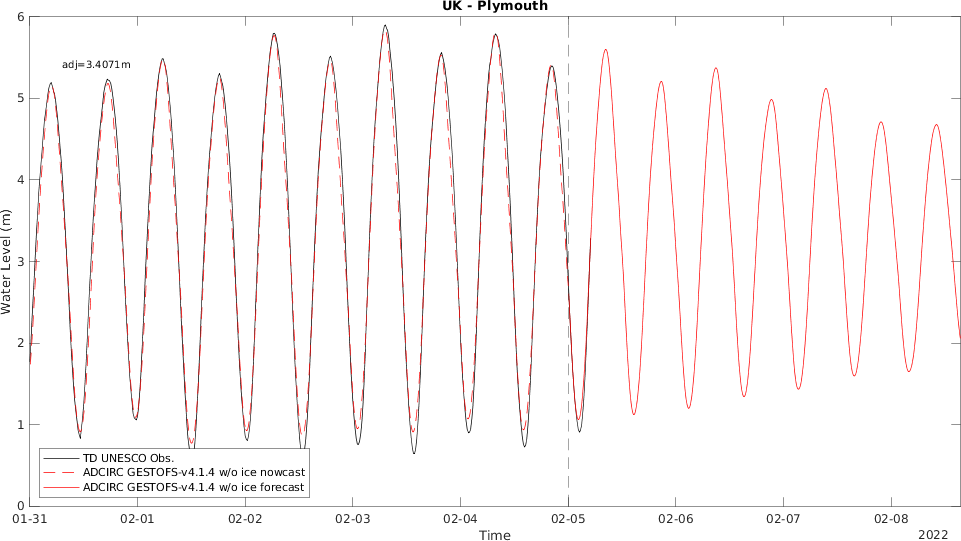 UK - Plymouth
6
adj=3.4071m
5
4
3
2
1
0
Water Level (m)
TD UNESCO Obs.
ADCIRC GESTOFS-v4.1.4 w/o ice nowcast
ADCIRC GESTOFS-v4.1.4 w/o ice forecast
01-31 02-01 02-02 02-03 02-04 02-05 02-06 02-07 02-08
Time
2022